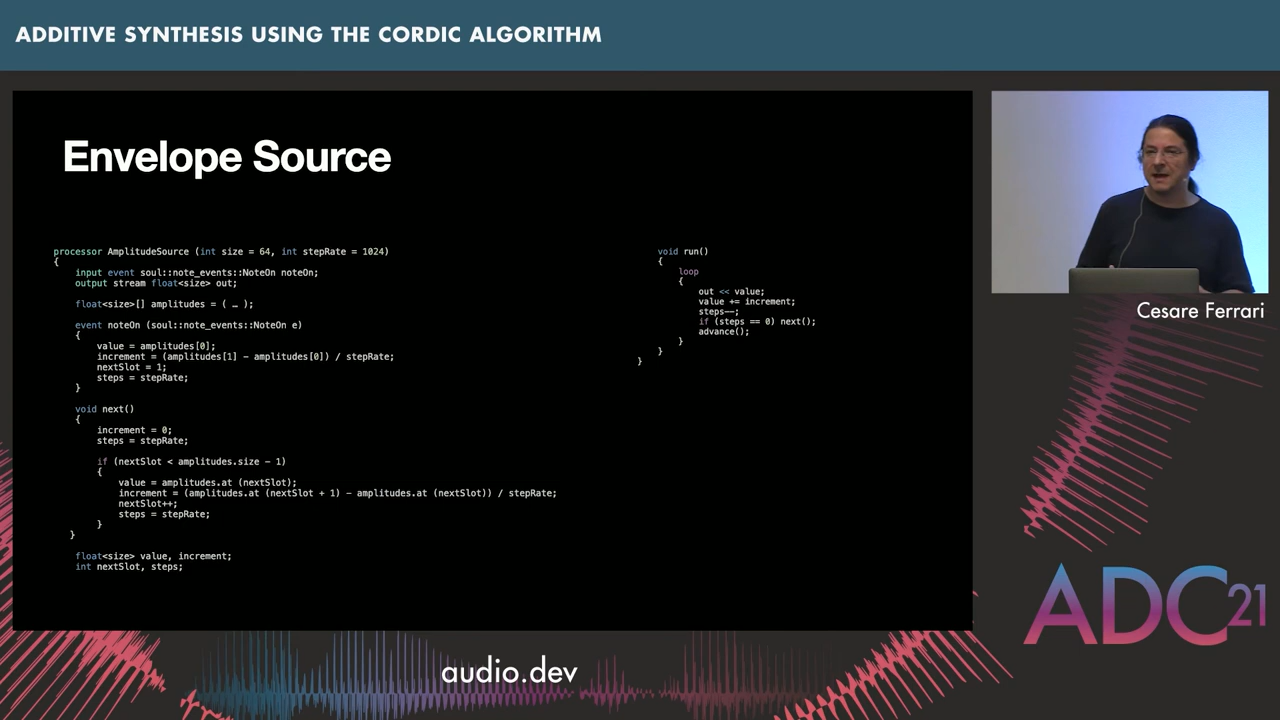 ADDITIVE SYNTHESIS USING THE CORDIC ALGORITHM
Envelope Source
processor AmplitudeSource (int size = 64, int stepRate = 1024)
{
input event soul::note_events::NoteOn noteOn;
output stream float<size> out;
float<size>[] amplitudes = ( … );
event noteOn (soul::note_events::NoteOn e)
{
value = amplitudes[0];
increment = (amplitudes[1] - amplitudes[0]) / stepRate;
nextSlot = 1;
steps = stepRate;
}
void next()
{
increment = 0;
steps = stepRate;
if (nextSlot < amplitudes.size - 1)
{
value = amplitudes.at (nextSlot);
increment = (amplitudes.at (nextSlot + 1) - amplitudes.at (nextSlot)) / stepRate;
nextSlot++;
steps = stepRate;
}
}
float<size> value, increment;
int nextSlot, steps;
void run()
{
loop
{
out << value;
value += increment;
steps--;
if (steps == 0) next();
advance();
}
}
}
Cesare Ferrari
ADC21
audio.dev